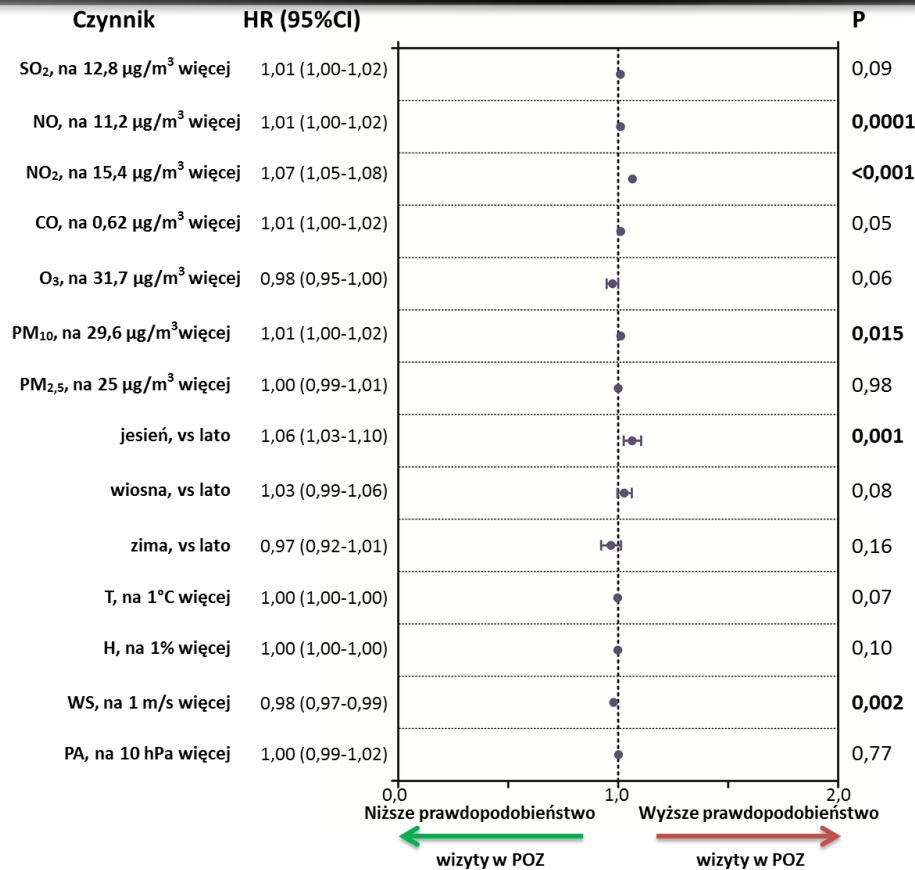 Czynnik HR (95%CI) P
SO₂, na 12,8 µg/m³ więcej 1,01 (1,00-1,02) 0,09
NO, na 11,2 µg/m³ więcej 1,01 (1,00-1,02) 0,0001
NO₂, na 15,4 µg/m³ więcej 1,07 (1,05-1,08) <0,001
CO, na 0,62 µg/m³ więcej 1,01 (1,00-1,02) 0,05
O₃, na 31,7 µg/m³ więcej 0,98 (0,95-1,00) 0,06
PM₁₀, na 29,6 µg/m³więcej 1,01 (1,00-1,02) 0,015
PM₂,₅, na 25 µg/m³ więcej 1,00 (0,99-1,01) 0,98
jesień, vs lato 1,06 (1,03-1,10) 0,001
wiosna, vs lato 1,03 (0,99-1,06) 0,08
zima, vs lato 0,97 (0,92-1,01) 0,16
T, na 1°C więcej 1,00 (1,00-1,00) 0,07
H, na 1% więcej 1,00 (1,00-1,00) 0,10
WS, na 1 m/s więcej 0,98 (0,97-0,99) 0,002
PA, na 10 hPa więcej 1,00 (0,99-1,02) 0,77
0,0 1,0 2,0
Niższe prawdopodobieństwo Wyższe prawdopodobieństwo
wizyty w POZ wizyty w POZ